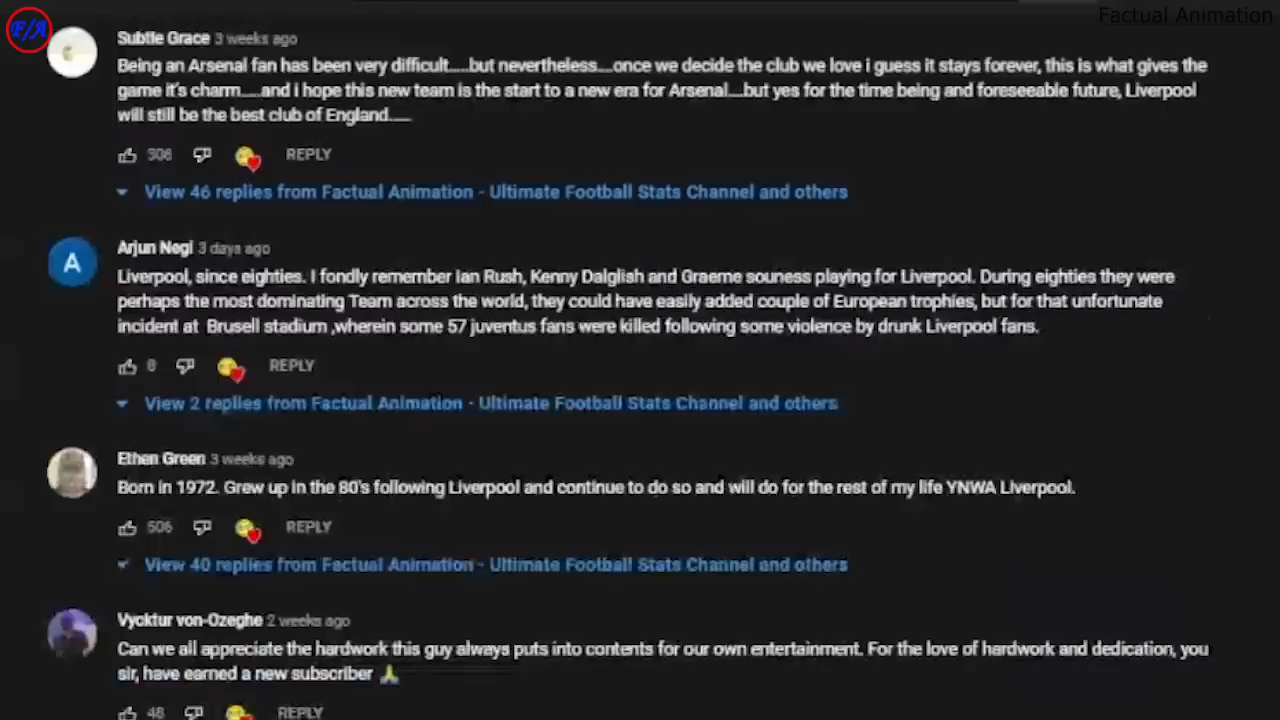 F/A
Factual Animation
Subtle Grace 3 weeks ago
Being an Arsenal fan has been very difficult.....but nevertheless....once we decide the club we love i guess it stays forever, this is what gives the
game it's charm.....and i hope this new team is the start to a new era for Arsenal....but yes for the time being and foreseeable future, Liverpool
will still be the best club of England......
308 REPLY
View 46 replies from Factual Animation - Ultimate Football Stats Channel and others
A
Arjun Negi 3 days ago
Liverpool, since eighties. I fondly remember Ian Rush, Kenny Dalglish and Graeme souness playing for Liverpool. During eighties they were
perhaps the most dominating Team across the world, they could have easily added couple of European trophies, but for that unfortunate
incident at Brusell stadium ,wherein some 57 juventus fans were killed following some violence by drunk Liverpool fans.
REPLY
View 2 replies from Factual Animation - Ultimate Football Stats Channel and others
Ethen Green 3 weeks ago
Born in 1972. Grew up in the 80's following Liverpool and continue to do so and will do for the rest of my life YNWA Liverpool.
506 REPLY
View 40 replies from Factual Animation - Ultimate Football Stats Channel and others
Vycktur von-Ozeghe 2 weeks ago
Can we all appreciate the hardwork this guy always puts into contents for our own entertainment. For the love of hardwork and dedication, you
sir, have earned a new subscriber 🙏
48 REPLY